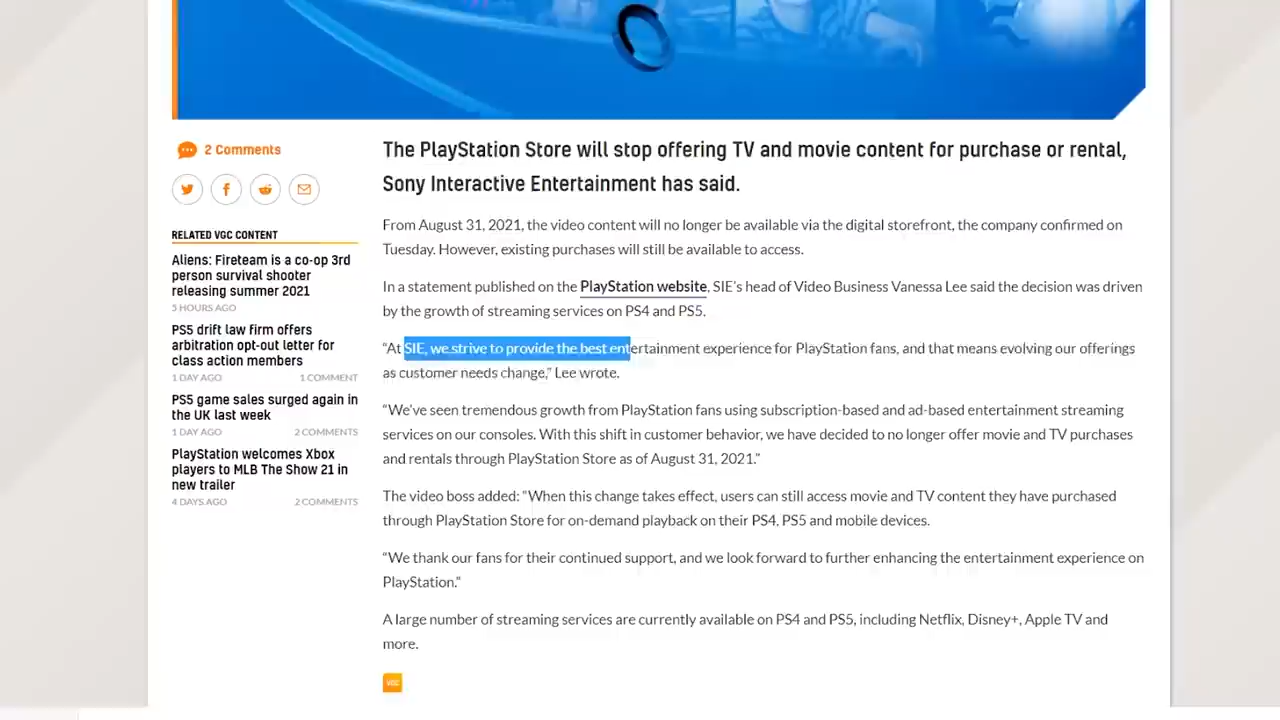 2 Comments
RELATED VGC CONTENT
Aliens: Fireteam is a co-op 3rd
person survival shooter
releasing summer 2021
5 HOURS AGO
PS5 drift law firm offers
arbitration opt-out letter for
class action members
1 DAY AGO 1 COMMENT
PS5 game sales surged again in
the UK last week
1 DAY AGO 2 COMMENTS
PlayStation welcomes Xbox
players to MLB The Show 21 in
new trailer
4 DAYS AGO 2 COMMENTS
The PlayStation Store will stop offering TV and movie content for purchase or rental,
Sony Interactive Entertainment has said.
From August 31, 2021, the video content will no longer be available via the digital storefront, the company confirmed on
Tuesday. However, existing purchases will still be available to access.
In a statement published on the PlayStation website, SIE's head of Video Business Vanessa Lee said the decision was driven
by the growth of streaming services on PS4 and PS5.
“At SIE, we strive to provide the best entertainment experience for PlayStation fans, and that means evolving our offerings
as customer needs change,” Lee wrote.
“We've seen tremendous growth from PlayStation fans using subscription-based and ad-based entertainment streaming
services on our consoles. With this shift in customer behavior, we have decided to no longer offer movie and TV purchases
and rentals through PlayStation Store as of August 31, 2021.”
The video boss added: “When this change takes effect, users can still access movie and TV content they have purchased
through PlayStation Store for on-demand playback on their PS4, PS5 and mobile devices.
“We thank our fans for their continued support, and we look forward to further enhancing the entertainment experience on
PlayStation.”
A large number of streaming services are currently available on PS4 and PS5, including Netflix, Disney+, Apple TV and
more.
VGC